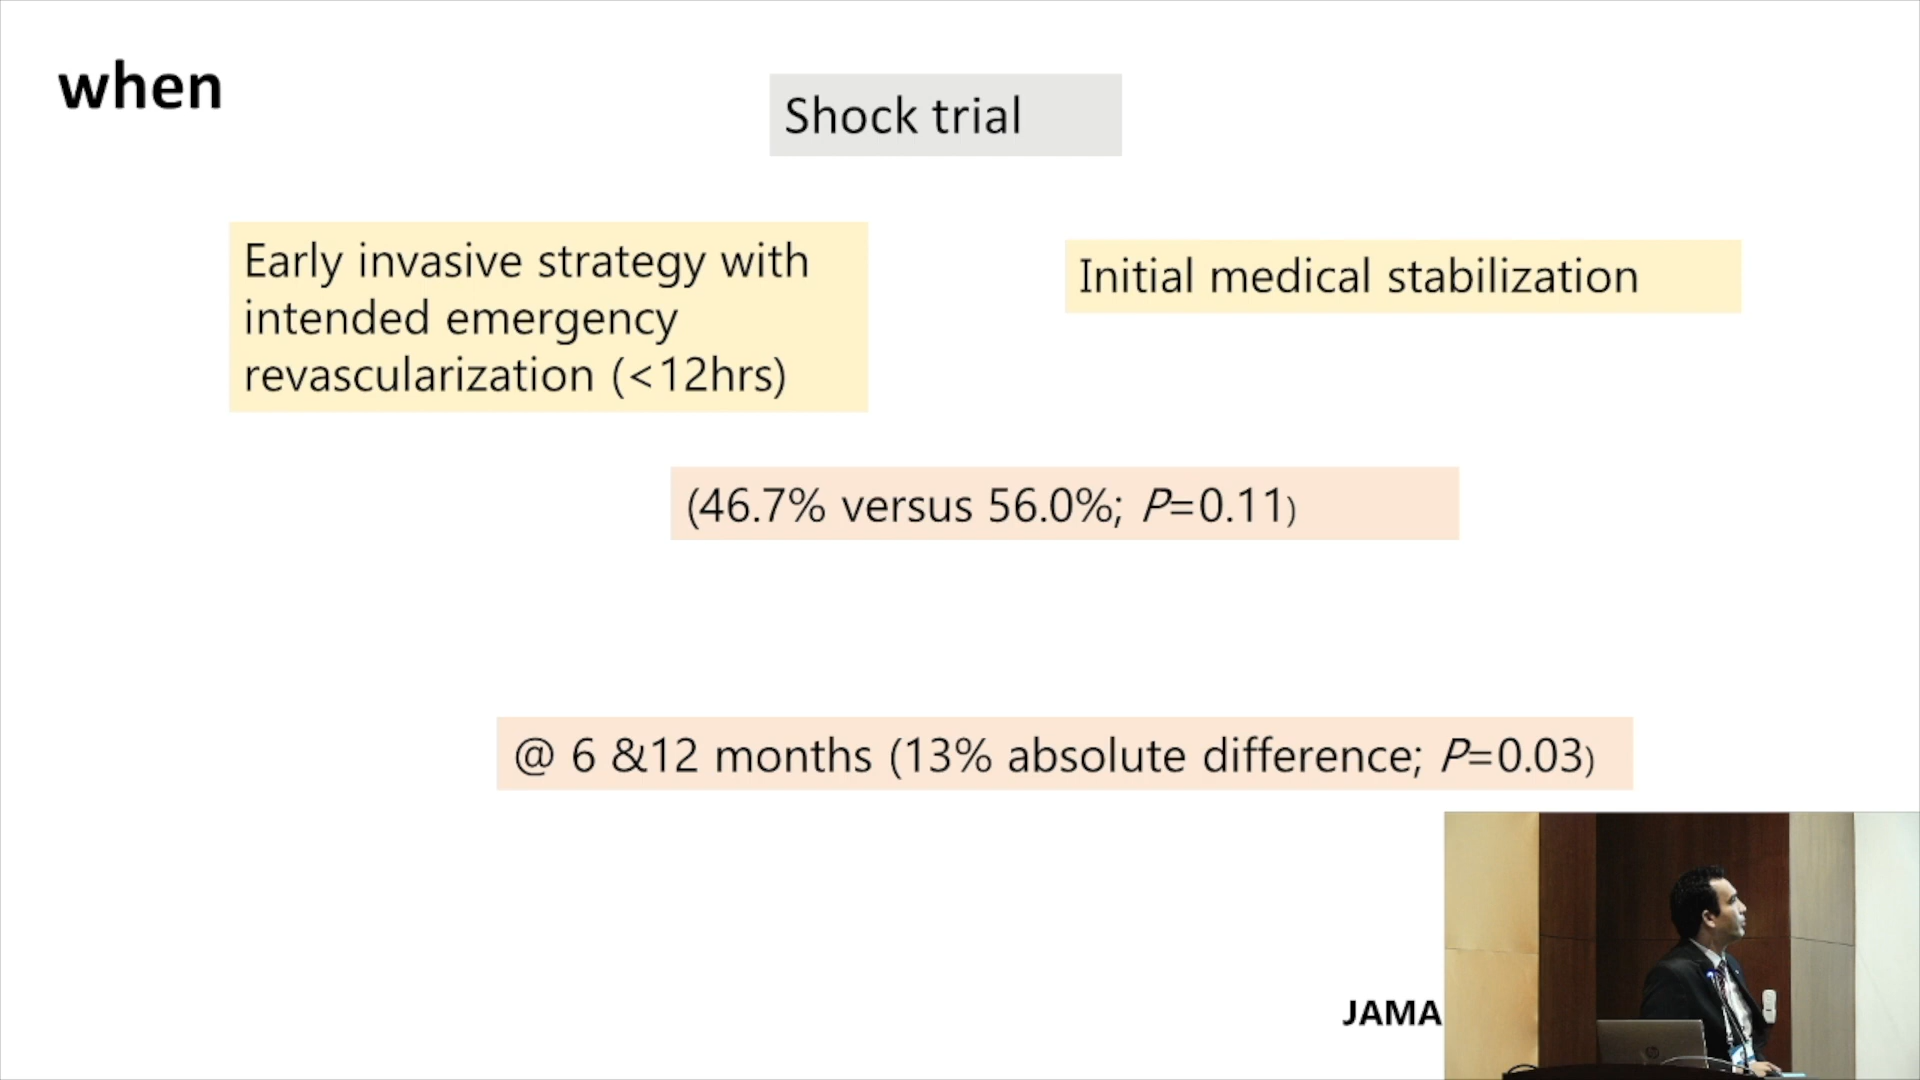 when
Shock trial
Early invasive strategy with
intended emergency
revascularization (<12hrs)
Initial medical stabilization
(46.7% versus 56.0%; P=0.11)
@ 6 &12 months (13% absolute difference; P=0.03)
JAMA